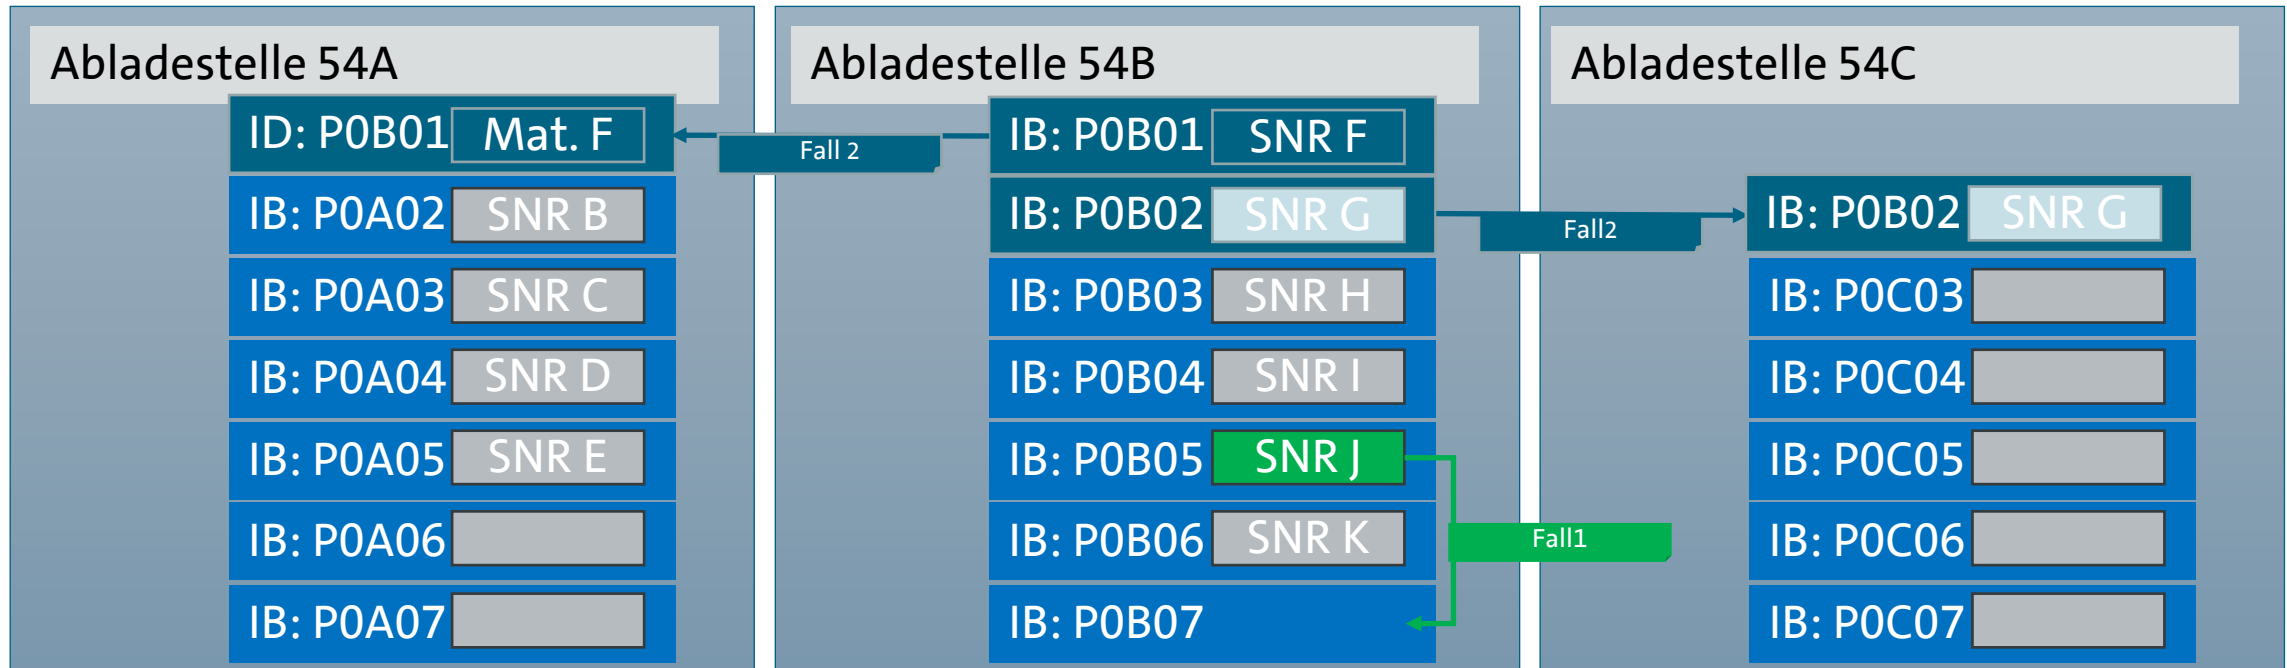 Abladestelle 54A
ID: P0B01 Mat. F
IB: P0A02 SNR B
IB: P0A03 SNR C
IB: P0A04 SNR D
IB: P0A05 SNR E
IB: P0A06
IB: P0A07
Fall 2
Abladestelle 54B
IB: P0B01 SNR F
IB: P0B02 SNR G
IB: P0B03 SNR H
IB: P0B04 SNR I
IB: P0B05 SNR J
IB: P0B06 SNR K
IB: P0B07
Fall2
Fall1
Abladestelle 54C
IB: P0B02 SNR G
IB: P0C03
IB: P0C04
IB: P0C05
IB: P0C06
IB: P0C07